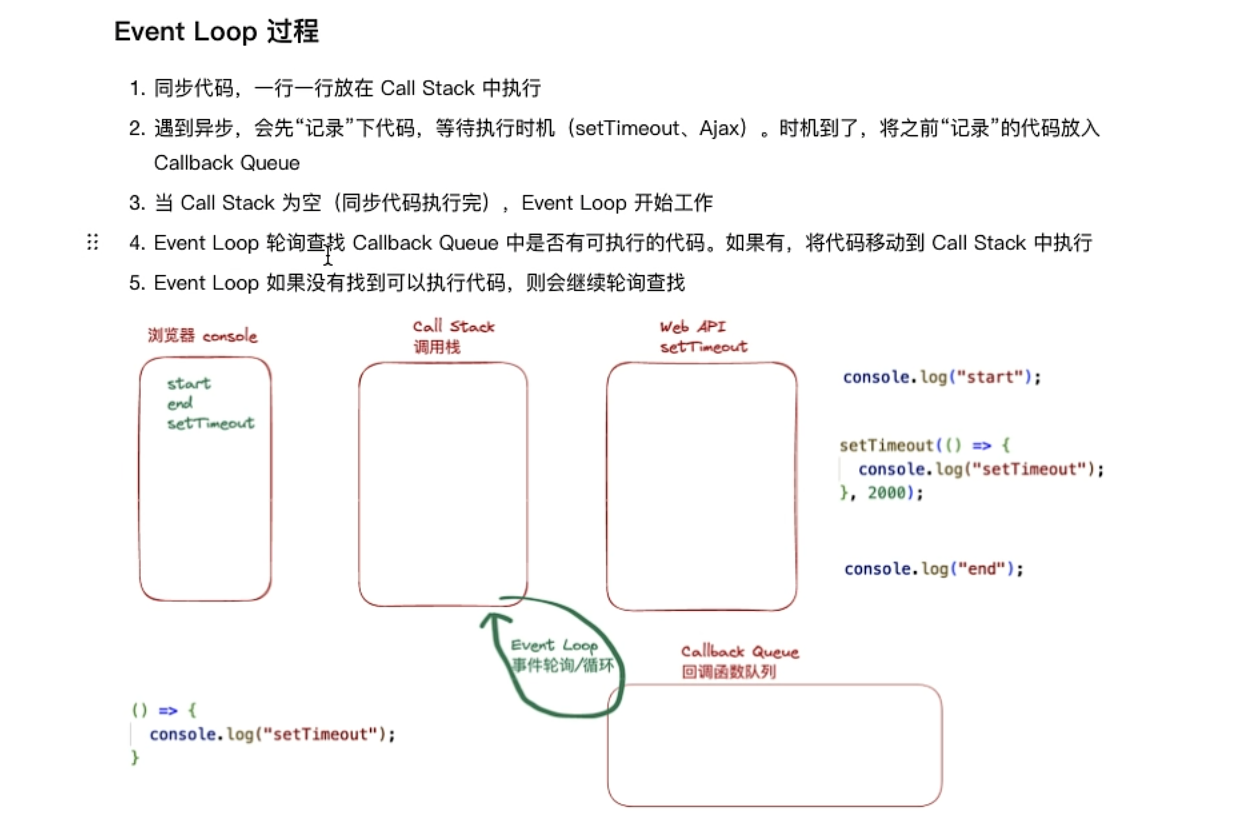 Event Loop 过程
1. 同步代码，一行一行放在 Call Stack 中执行
2. 遇到异步，会先“记录”下代码，等待执行时机（setTimeout、Ajax）。时机到了，将之前“记录”的代码放入
Callback Queue
3. 当 Call Stack 为空（同步代码执行完），Event Loop 开始工作
4. Event Loop 轮询查找 Callback Queue 中是否有可执行的代码。如果有，将代码移动到 Call Stack 中执行
5. Event Loop 如果没有找到可以执行代码，则会继续轮询查找
浏览器 console
start
end
setTimeout
Call Stack
调用栈
Web API
setTimeout
console.log("start");
setTimeout(() => {
console.log("setTimeout");
}, 2000);
console.log("end");
Event Loop
事件轮询/循环
Callback Queue
回调函数队列
() => {
console.log("setTimeout");
}